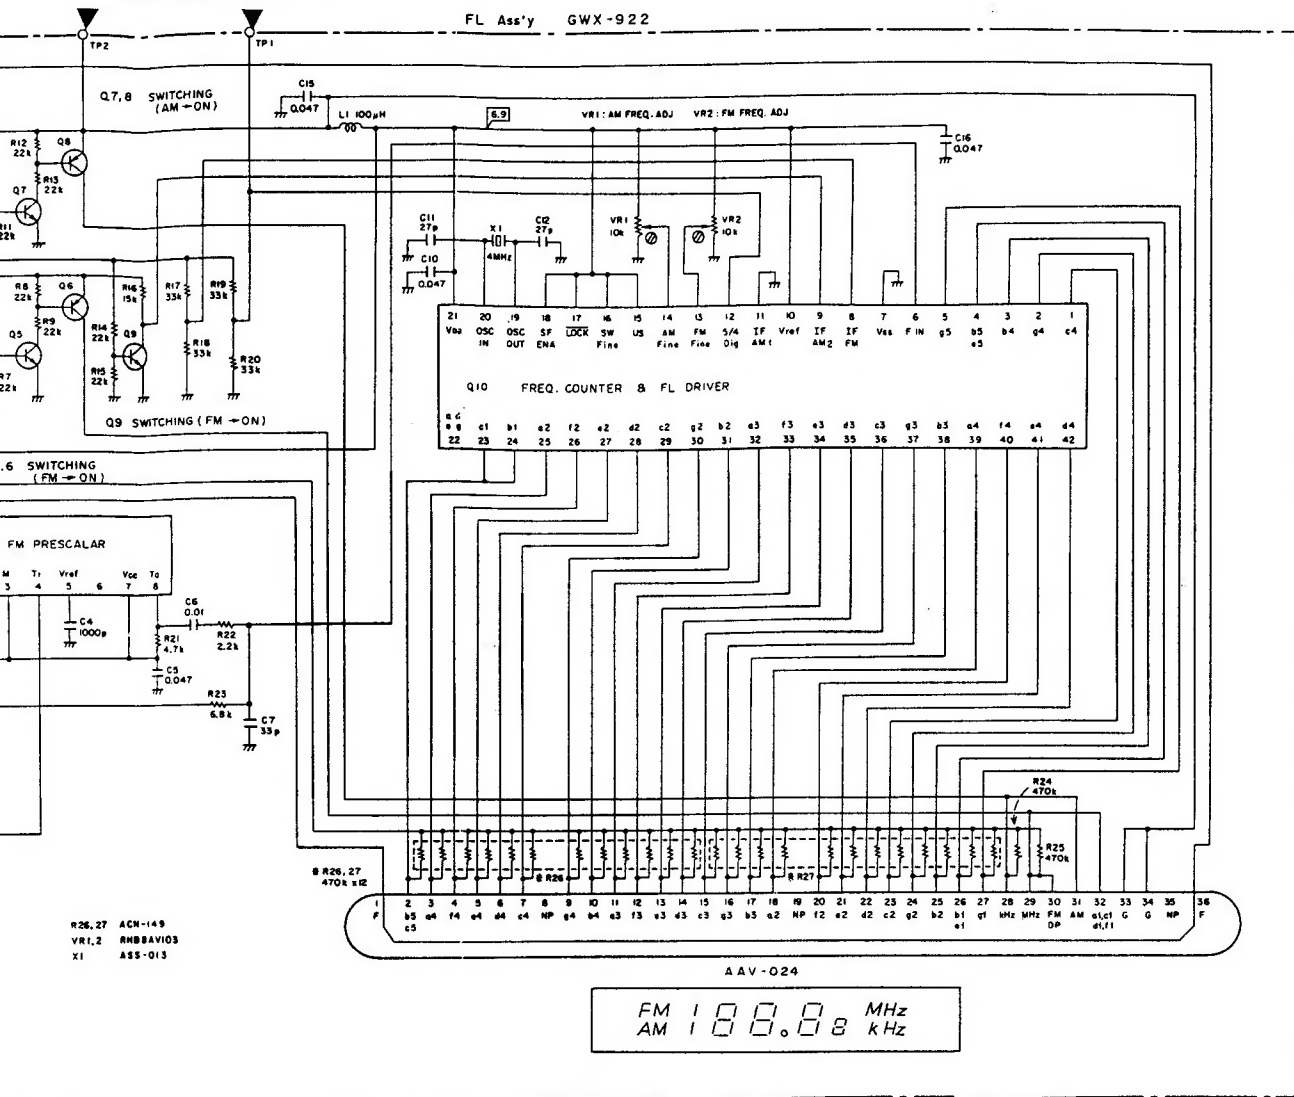 FL Ass'y GWX-922
TP2
TP1
Q7,8 SWITCHING
(AM→ON)
C15
0.047
L1 100μH
6.9
VR1: AM FREQ. ADJ VR2: FM FREQ. ADJ
C16
0.047
R12
22k
Q8
R13
22k
Q7
R11
22k
C11
27p
X1
4MHz
C12
27p
VR1
10k
VR2
10k
C10
0.047
R8
22k
Q6
R16
15k
R17
33k
R19
33k
R9
22k
R14
22k
Q9
Q5
R18
33k
R20
33k
R7
22k
R15
22k
Q9 SWITCHING (FM→ON)
.6 SWITCHING
(FM→ON)
21 20 19 18 17 16 15 14 13 12 11 10 9 8 7 6 5 4 3 2 1
OSC IN
OSC OUT
SF ENA
LOCK
SW Fine
US
AM Fine
FM Fine
5/4 Dig
IF AM1
Vref
IF AM2
IF FM
Vss
F IN
g5
b5 e5
b4
g4
c4
Q10 FREQ. COUNTER & FL DRIVER
c1 b1 a2 f2 e2 d2 c2 g2 b2 a3 f3 e3 d3 c3 g3 b3 a4 f4 e4 d4
22 23 24 25 26 27 28 29 30 31 32 33 34 35 36 37 38 39 40 41 42
FM PRESCALAR
M Ti Vref Vcc To
3 4 5 6 7 8
C4
1000p
C6
0.01
R21
4.7k
R22
2.2k
C5
0.047
R23
6.8k
C7
33p
R24
470k
R25
470k
※R26,27
470k x12
※R26
※R27
1 2 3 4 5 6 7 8 9 10 11 12 13 14 15 16 17 18 19 20 21 22 23 24 25 26 27 28 29 30 31 32 33 34 35 36
F b5 a4 f4 e4 d4 c4 NP g4 b4 a3 f3 e3 d3 c3 g3 b3 a2 NP f2 e2 d2 c2 g2 b2 b1 g1 kHz MHz FM AM a1,c1 G G NP F
c5 e1 DP d1,f1
R26,27 ACN-149
VR1,2 RNB8AV103
X1 ASS-013
AAV-024
FM 188.88 MHz
AM 188.88 kHz